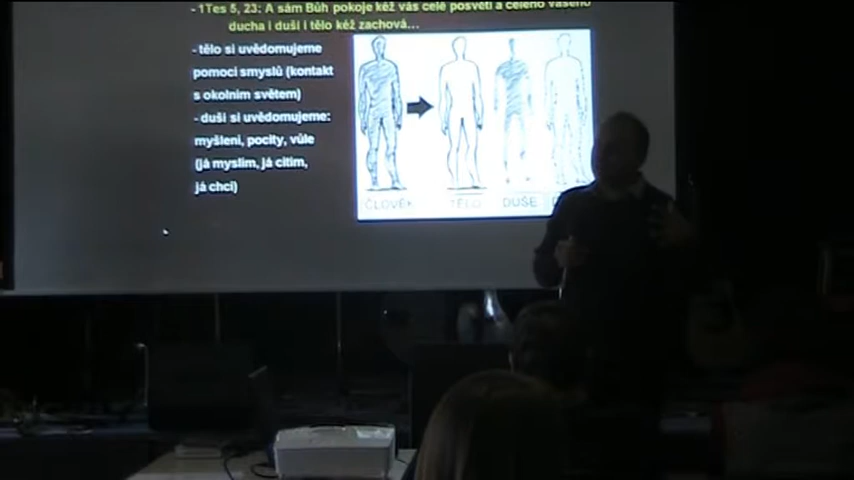 - 1Tes 5, 23: A sám Bůh pokoje kéž vás celé posvětí a celého vašeho
ducha i duši i tělo kéž zachová...
- tělo si uvědomujeme
pomocí smyslů (kontakt
s okolním světem)
- duši si uvědomujeme:
myšlení, pocity, vůle
(já myslím, já cítím,
já chci)
ČLOVĚK TĚLO DUŠE